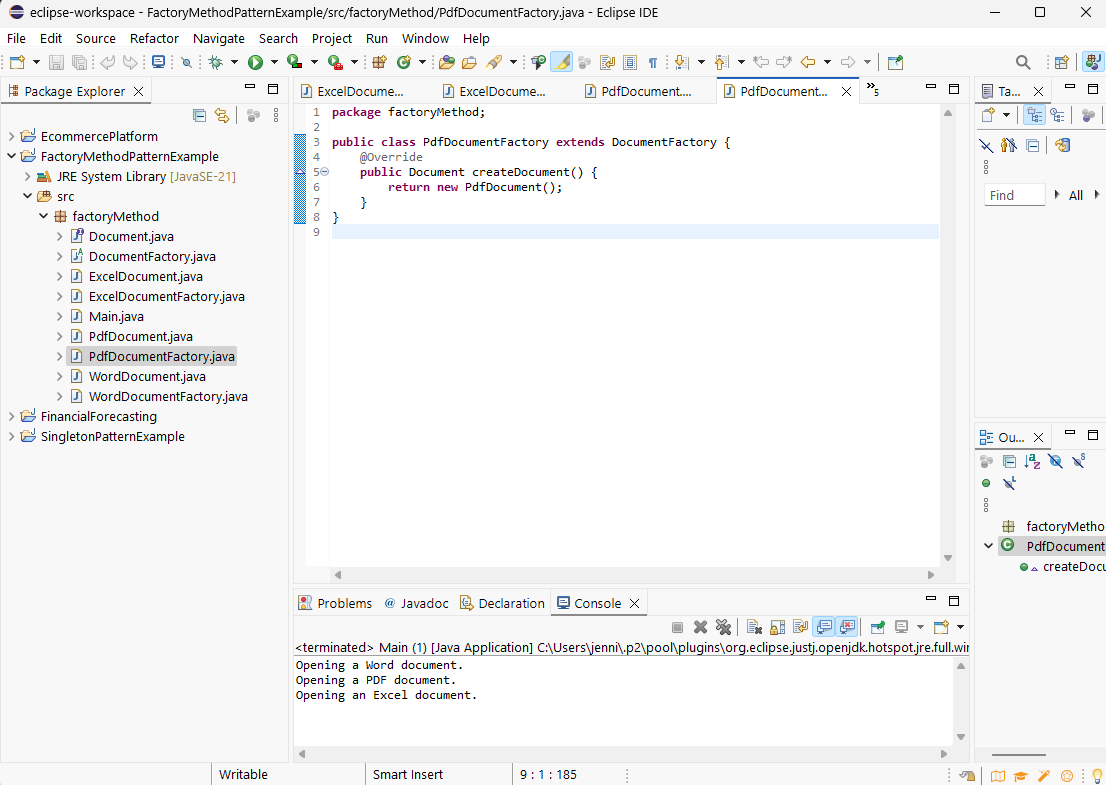 eclipse-workspace - FactoryMethodPatternExample/src/factoryMethod/PdfDocumentFactory.java - Eclipse IDE
File Edit Source Refactor Navigate Search Project Run Window Help
Package Explorer
EcommercePlatform
FactoryMethodPatternExample
JRE System Library [JavaSE-21]
src
factoryMethod
Document.java
DocumentFactory.java
ExcelDocument.java
ExcelDocumentFactory.java
Main.java
PdfDocument.java
PdfDocumentFactory.java
WordDocument.java
WordDocumentFactory.java
FinancialForecasting
SingletonPatternExample
ExcelDocume... ExcelDocume... PdfDocument.... PdfDocument... »5
1 package factoryMethod;
2
3 public class PdfDocumentFactory extends DocumentFactory {
4     @Override
5     public Document createDocument() {
6         return new PdfDocument();
7     }
8 }
9
Ta...
Find All
Ou...
factoryMetho
PdfDocument
createDocu
Problems @ Javadoc Declaration Console
<terminated> Main (1) [Java Application] C:\Users\jenni\.p2\pool\plugins\org.eclipse.justj.openjdk.hotspot.jre.full.wir
Opening a Word document.
Opening a PDF document.
Opening an Excel document.
Writable Smart Insert 9 : 1 : 185